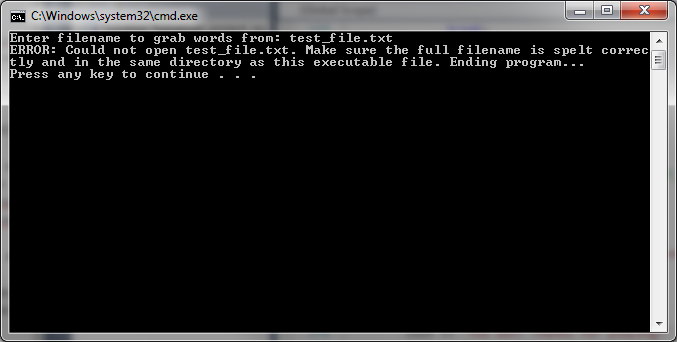 C:\Windows\system32\cmd.exe
Enter filename to grab words from: test_file.txt
ERROR: Could not open test_file.txt. Make sure the full filename is spelt correc
tly and in the same directory as this executable file. Ending program...
Press any key to continue . . .